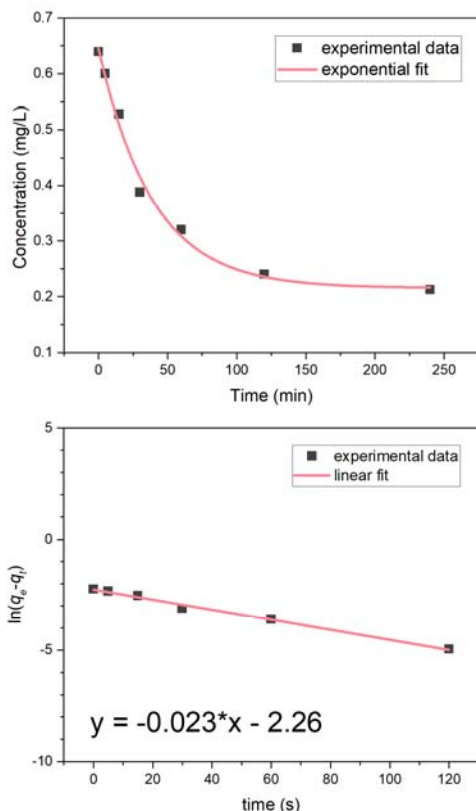 0.7
0.6
0.5
0.4
0.3
0.2
0.1
Concentration (mg/L)
experimental data
exponential fit
0 50 100 150 200 250
Time (min)
5
0
-5
-10
ln(qe-qt)
experimental data
linear fit
y = -0.023*x - 2.26
0 20 40 60 80 100 120
time (s)